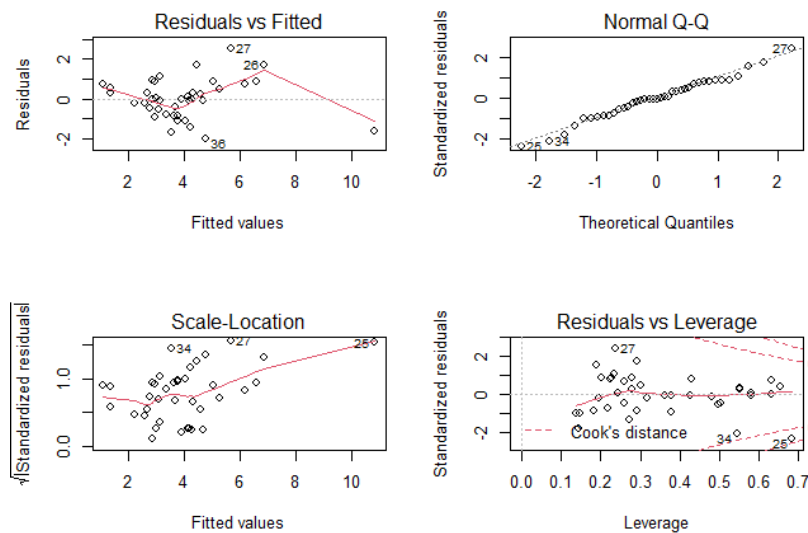 Residuals vs Fitted
Residuals
2
0
-2
27
26
36
2 4 6 8 10
Fitted values
Normal Q-Q
Standardized residuals
2
0
-2
27
25
34
-2 -1 0 1 2
Theoretical Quantiles
Scale-Location
√|Standardized residuals|
1.0
0.0
34
27
25
2 4 6 8 10
Fitted values
Residuals vs Leverage
Standardized residuals
2
0
-2
27
Cook's distance
34
25
0.0 0.1 0.2 0.3 0.4 0.5 0.6 0.7
Leverage